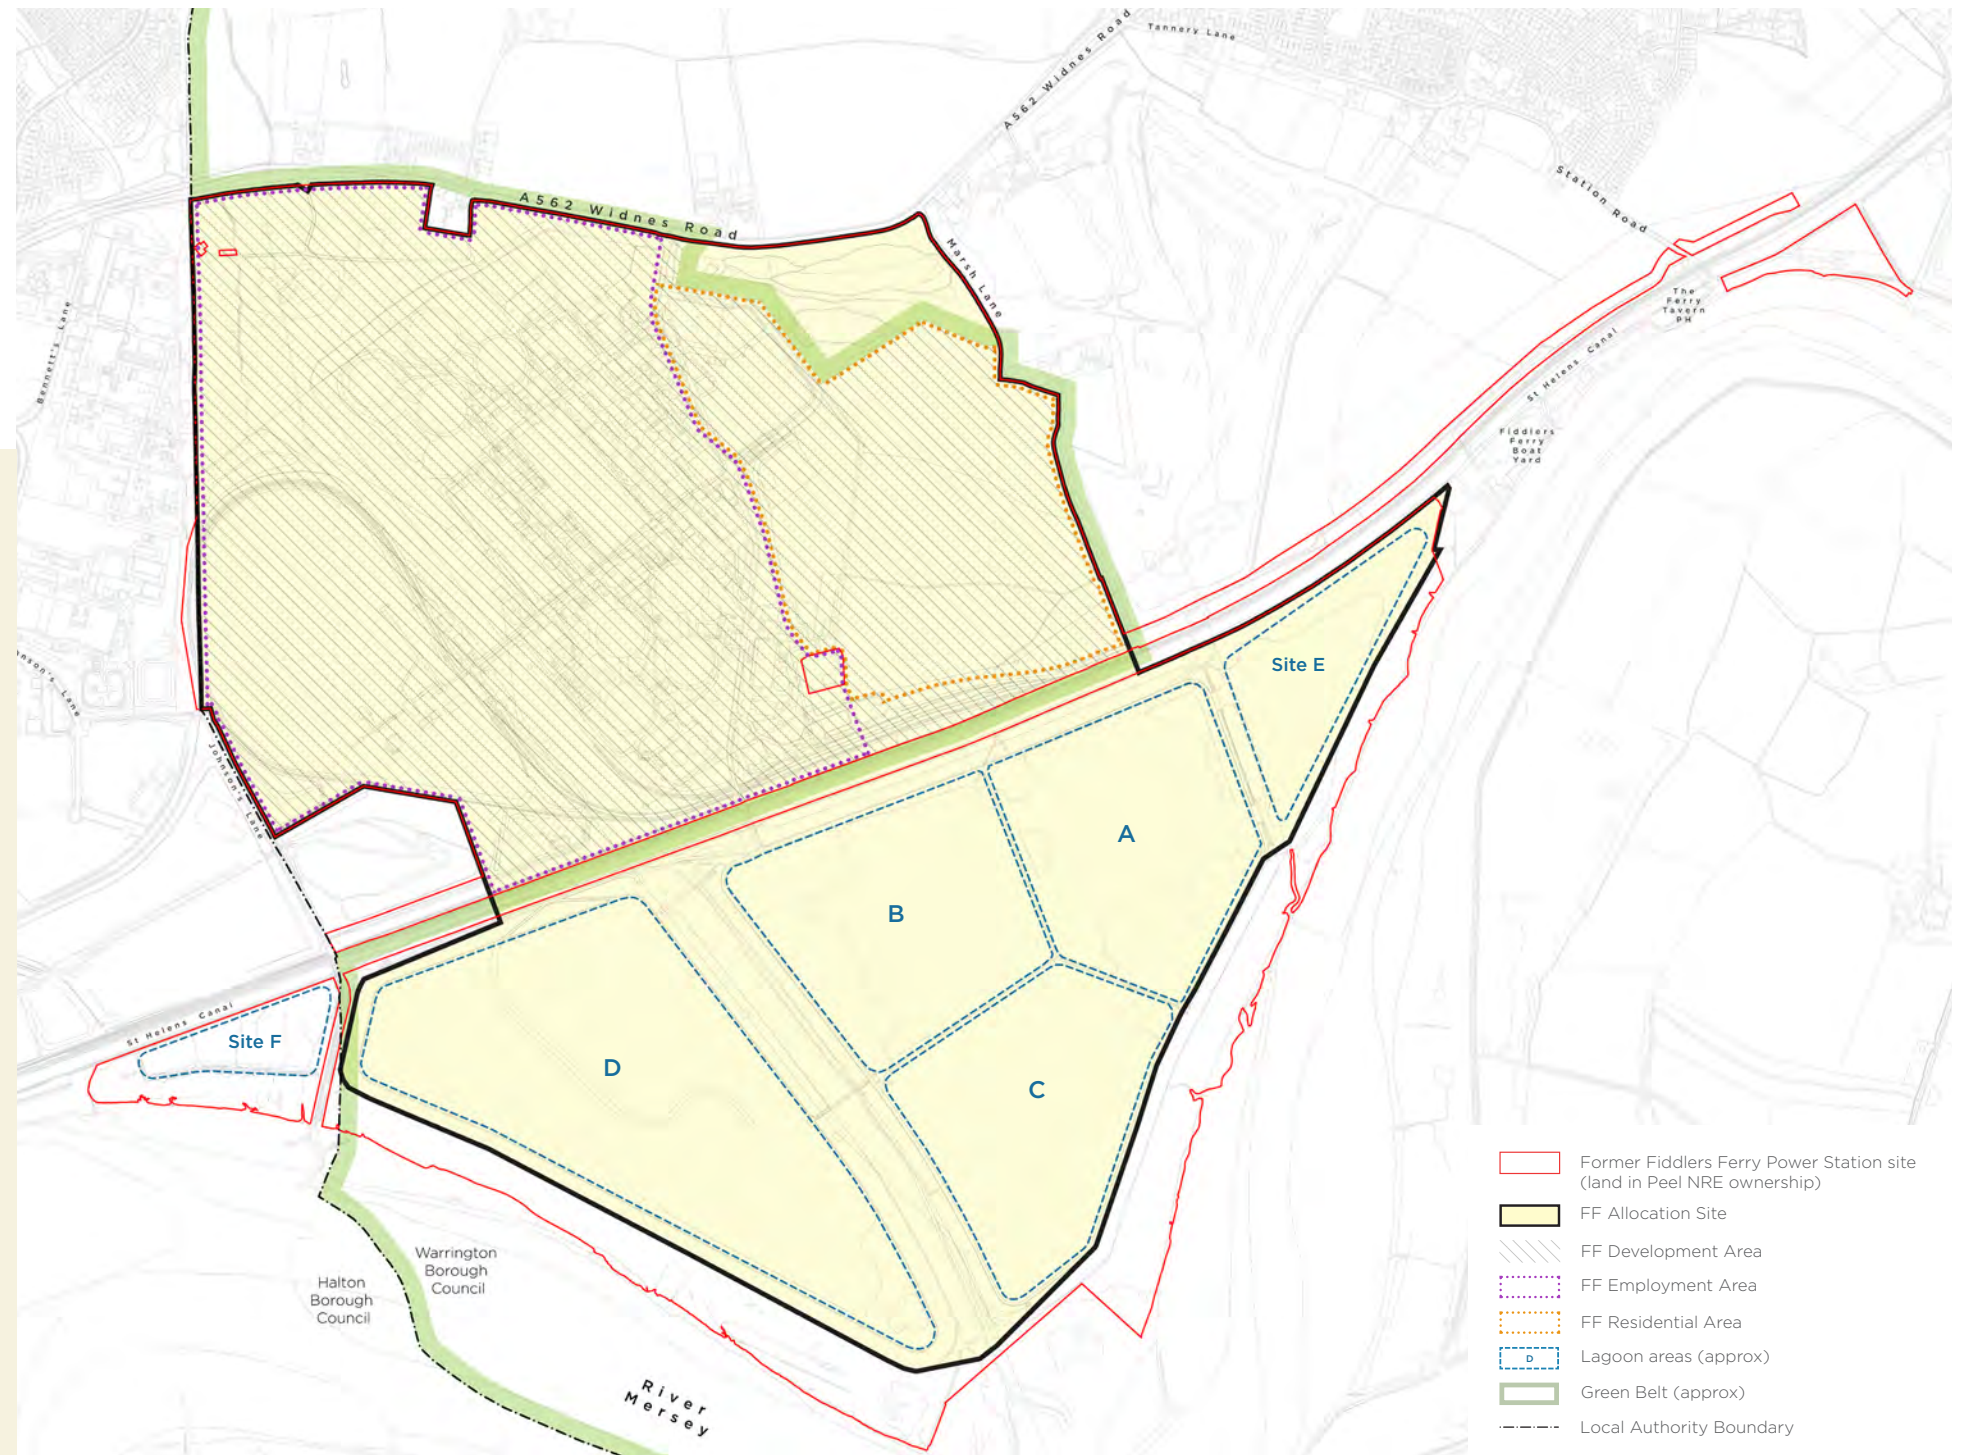 Tannery Lane
A562 Widnes Road
Station Road
A562 Widnes Road
Marsh Lane
The
Ferry
Tavern
PH
Bennett's Lane
St Helens Canal
Fiddlers
Ferry
Boat
Yard
Site E
Johnson's Lane
A
B
St Helens Canal
Site F
D
C
Warrington
Borough
Council
Halton
Borough
Council
River
Mersey
Former Fiddlers Ferry Power Station site
(land in Peel NRE ownership)
FF Allocation Site
FF Development Area
FF Employment Area
FF Residential Area
D
Lagoon areas (approx)
Green Belt (approx)
Local Authority Boundary